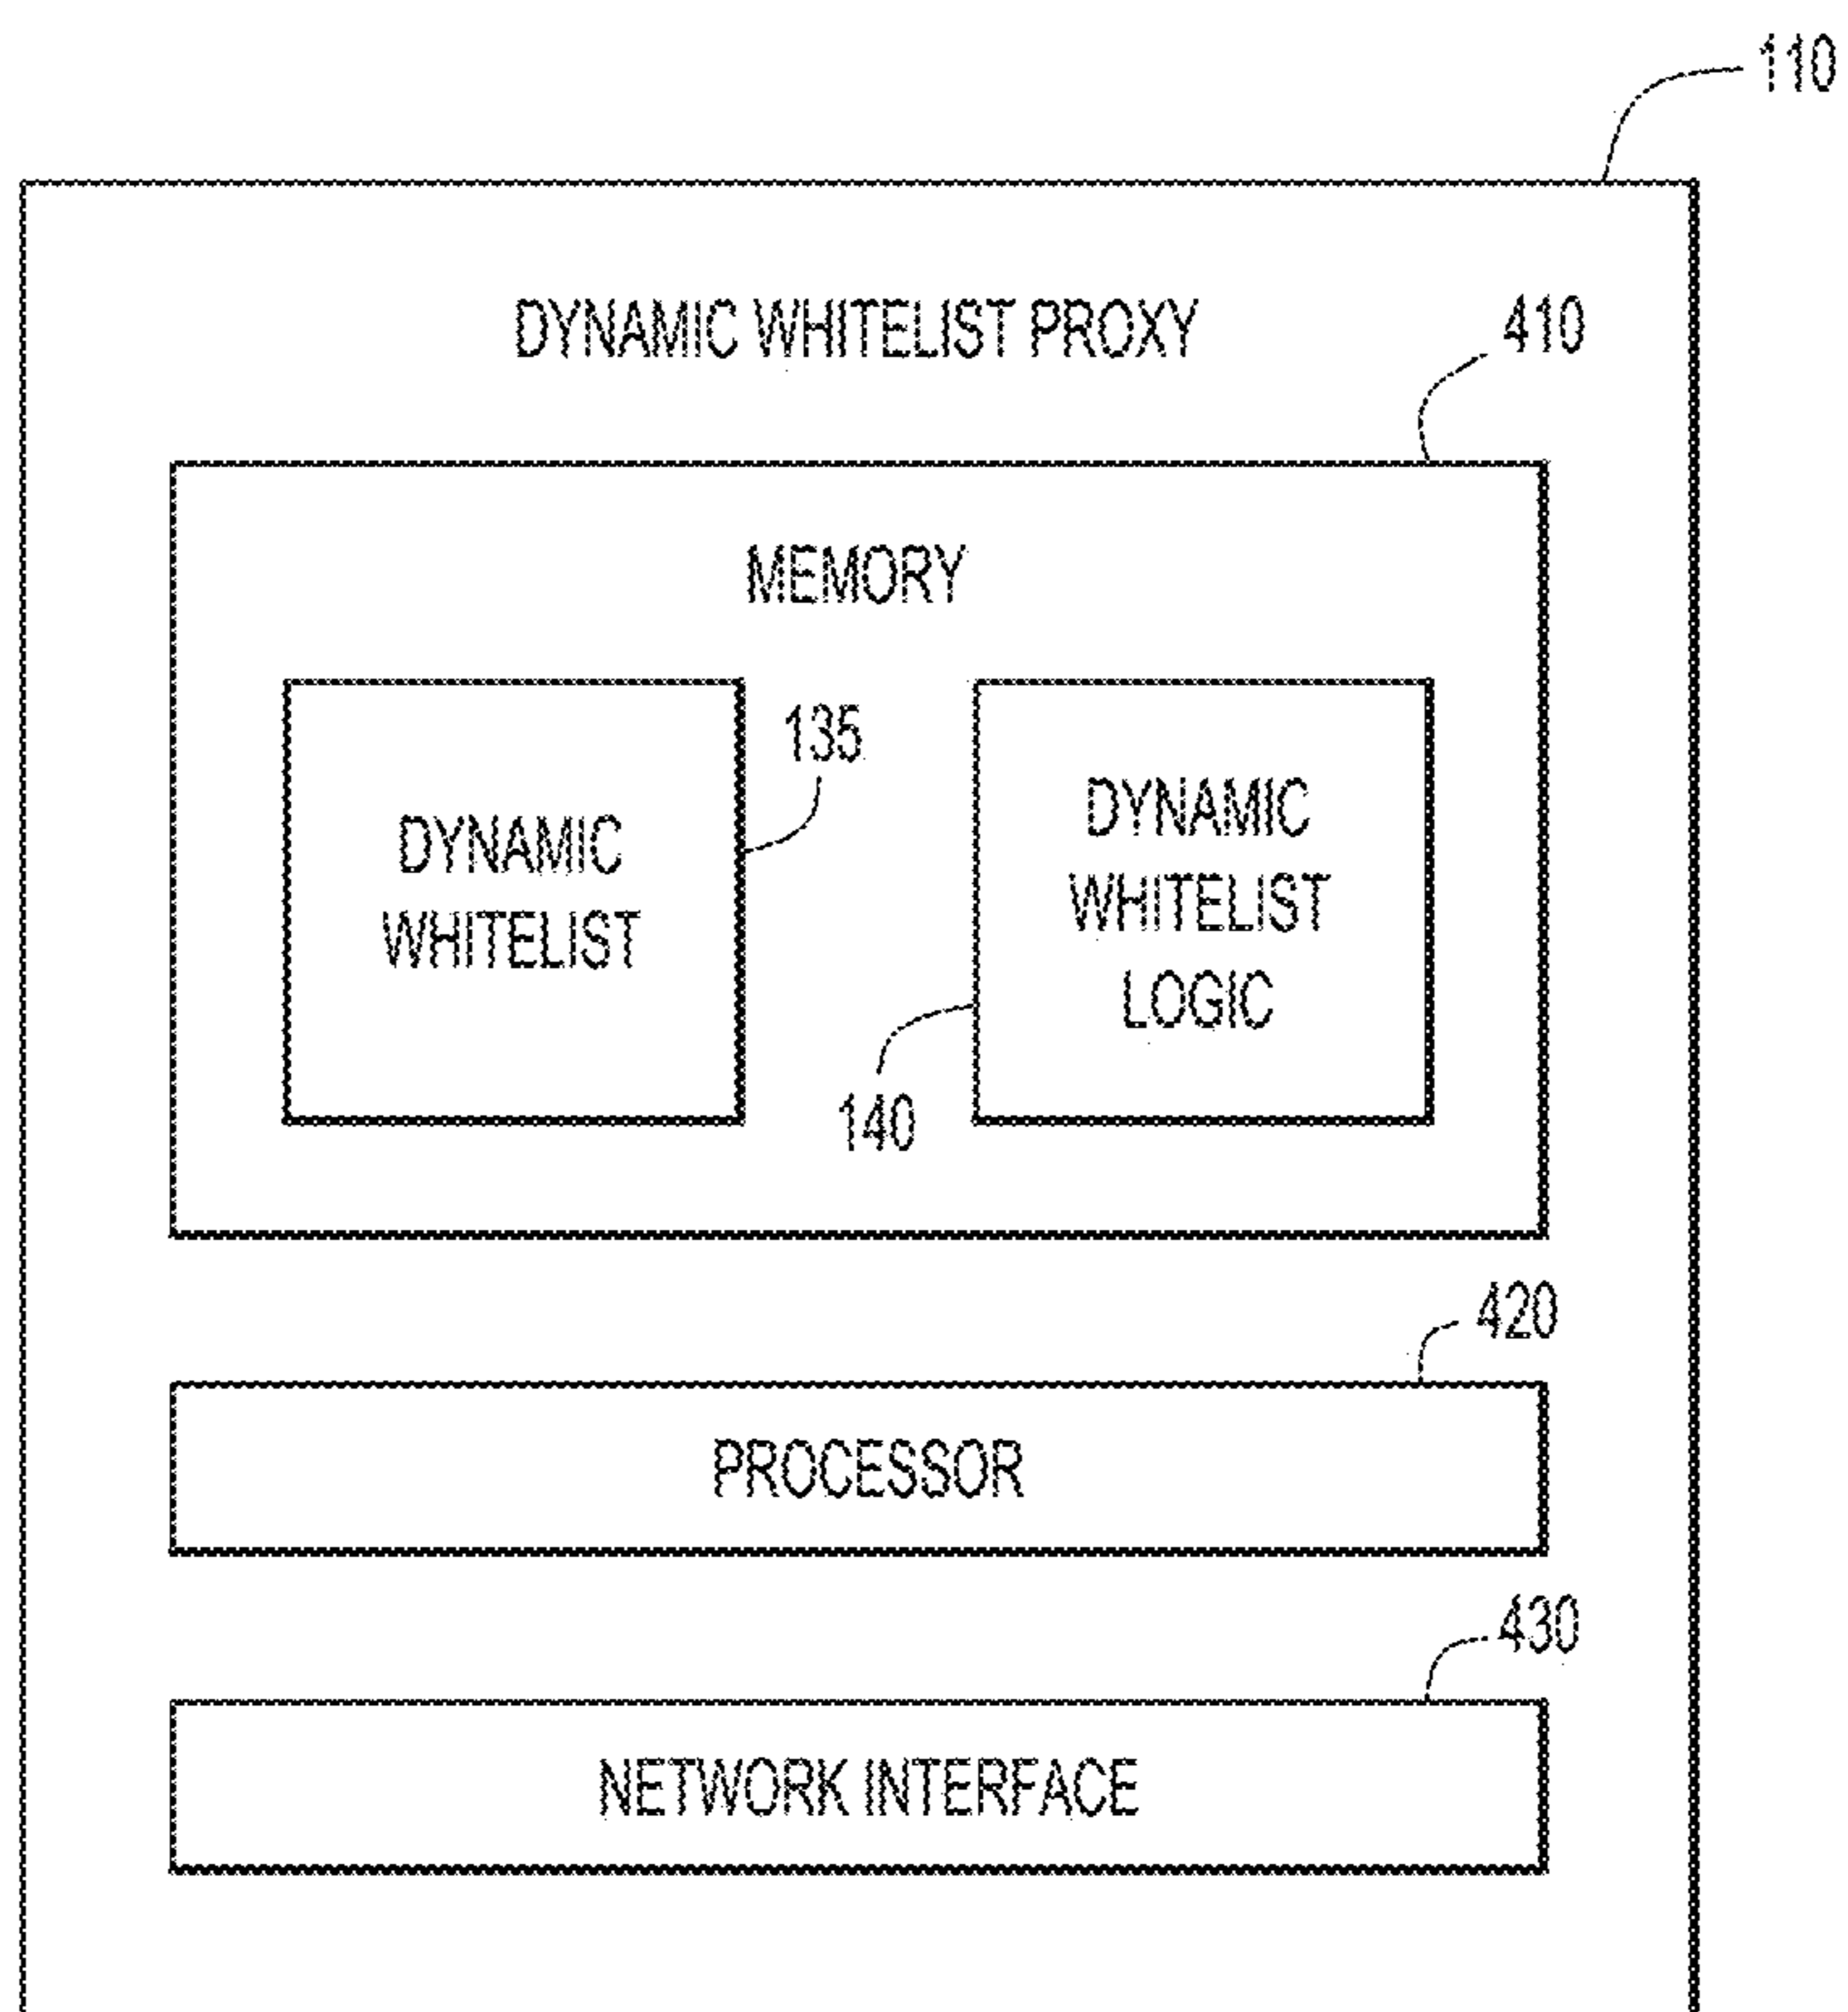 110
DYNAMIC WHITELIST PROXY
410
MEMORY
135
DYNAMIC
WHITELIST
DYNAMIC
WHITELIST
LOGIC
140
420
PROCESSOR
430
NETWORK INTERFACE